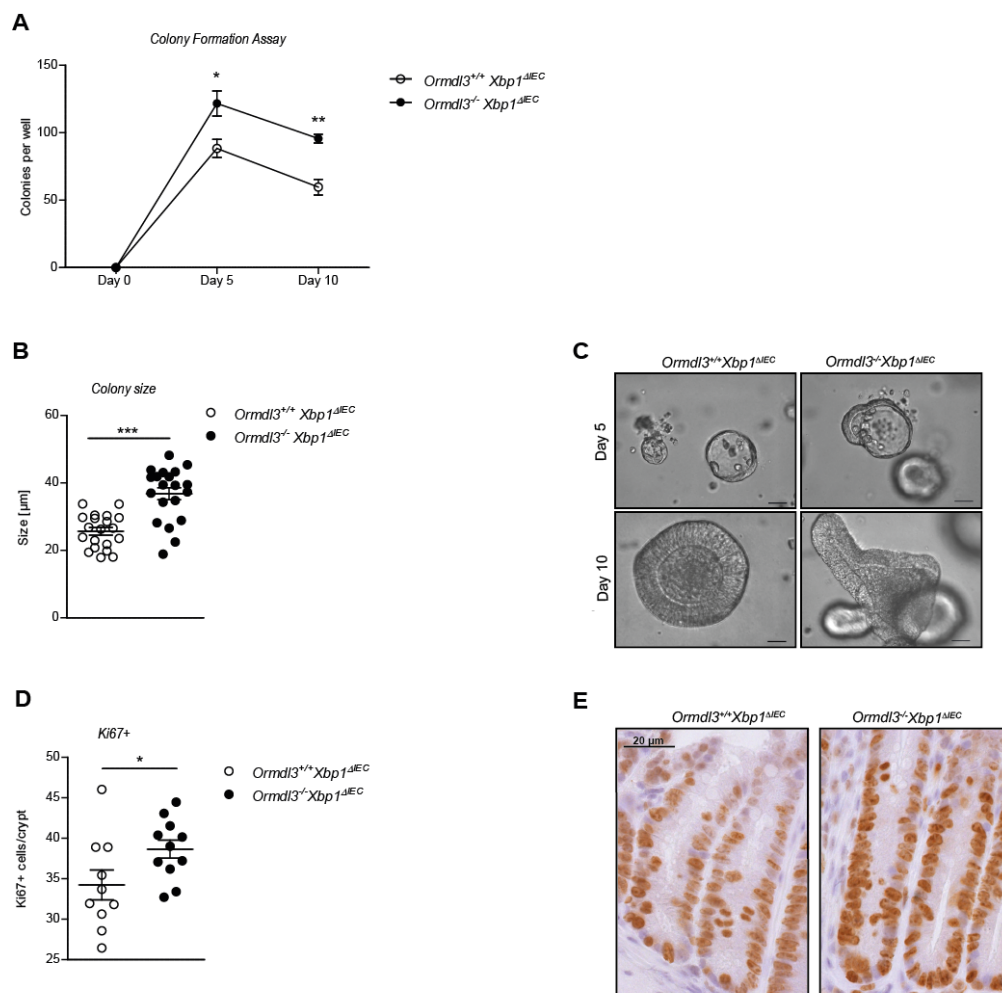 A
Colony Formation Assay
150
100
50
0
Colonies per well
Day 0
Day 5
Day 10
*
**
Ormdl3+/+ Xbp1ΔIEC
Ormdl3-/- Xbp1ΔIEC
B
Colony size
60
40
20
0
Size [µm]
***
Ormdl3+/+ Xbp1ΔIEC
Ormdl3-/- Xbp1ΔIEC
C
Ormdl3+/+Xbp1ΔIEC
Ormdl3-/-Xbp1ΔIEC
Day 5
Day 10
D
Ki67+
50
45
40
35
30
25
Ki67+ cells/crypt
*
Ormdl3+/+Xbp1ΔIEC
Ormdl3-/-Xbp1ΔIEC
E
Ormdl3+/+Xbp1ΔIEC
Ormdl3-/-Xbp1ΔIEC
20 µm